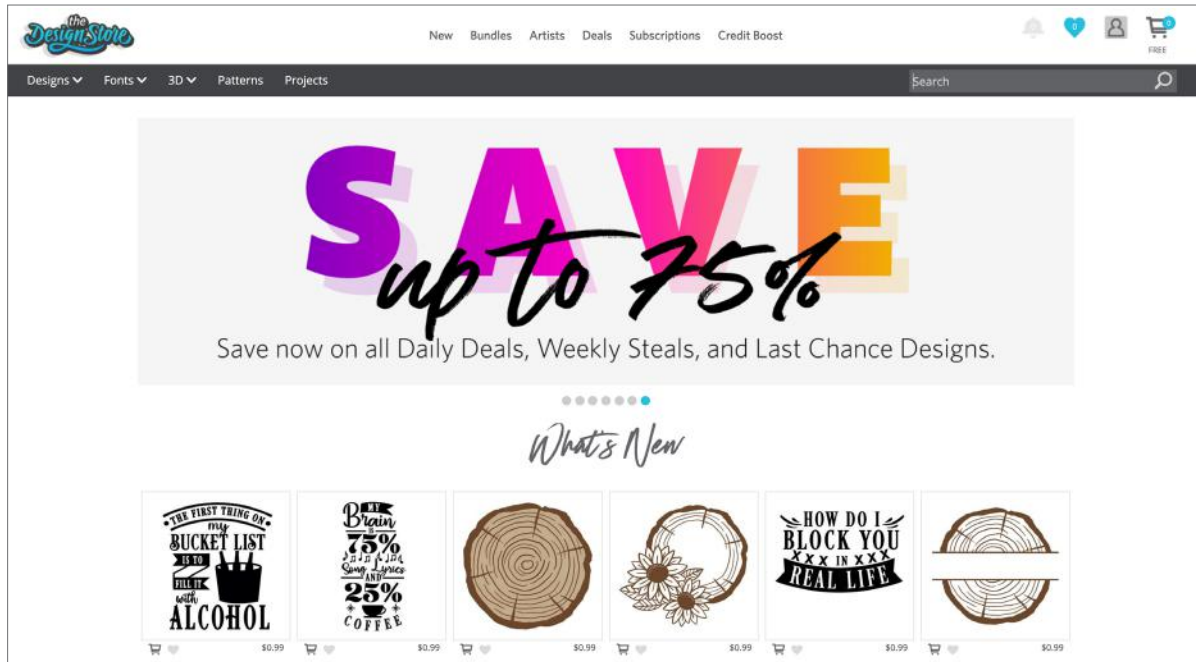 the
Design Store
New Bundles Artists Deals Subscriptions Credit Boost
0
0
FREE
Designs Fonts 3D Patterns Projects
Search
SAVE
up to 75%
Save now on all Daily Deals, Weekly Steals, and Last Chance Designs.
What's New
THE FIRST THING ON
my
BUCKET LIST
IS TO
FILL IT
with
ALCOHOL
MY
Brain
IS
75%
Song Lyrics
AND
25%
COFFEE
HOW DO I
BLOCK YOU
XXX IN XXX
REAL LIFE
$0.99 $0.99 $0.99 $0.99 $0.99 $0.99